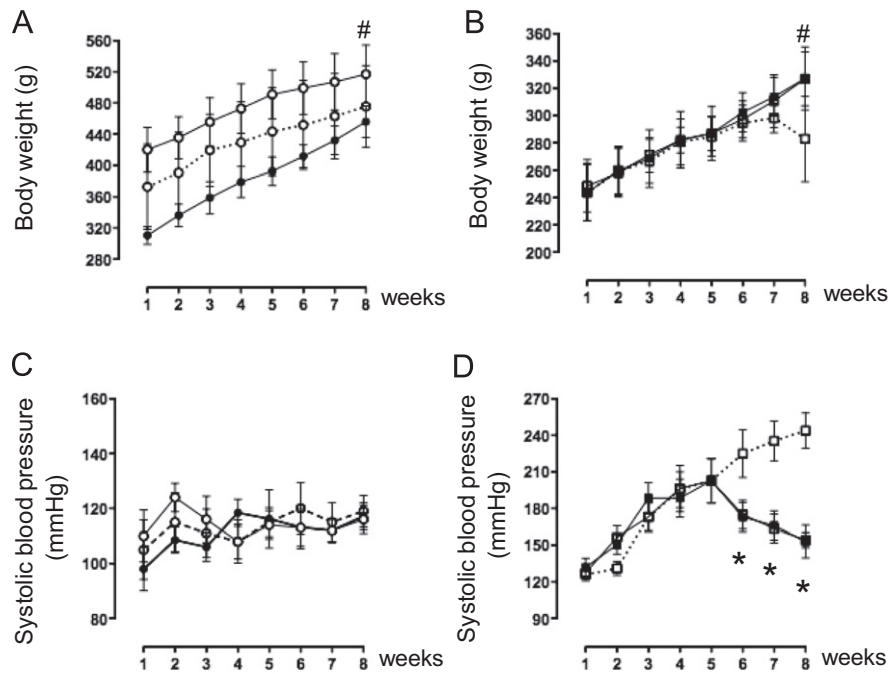 A
Body weight (g)
560
520
480
440
400
360
320
280
#
1 2 3 4 5 6 7 8 weeks
B
Body weight (g)
360
340
320
300
280
260
240
220
200
#
1 2 3 4 5 6 7 8 weeks
C
Systolic blood pressure
(mmHg)
160
140
120
100
80
1 2 3 4 5 6 7 8 weeks
D
Systolic blood pressure
(mmHg)
270
240
210
180
150
120
90
* * *
1 2 3 4 5 6 7 8 weeks